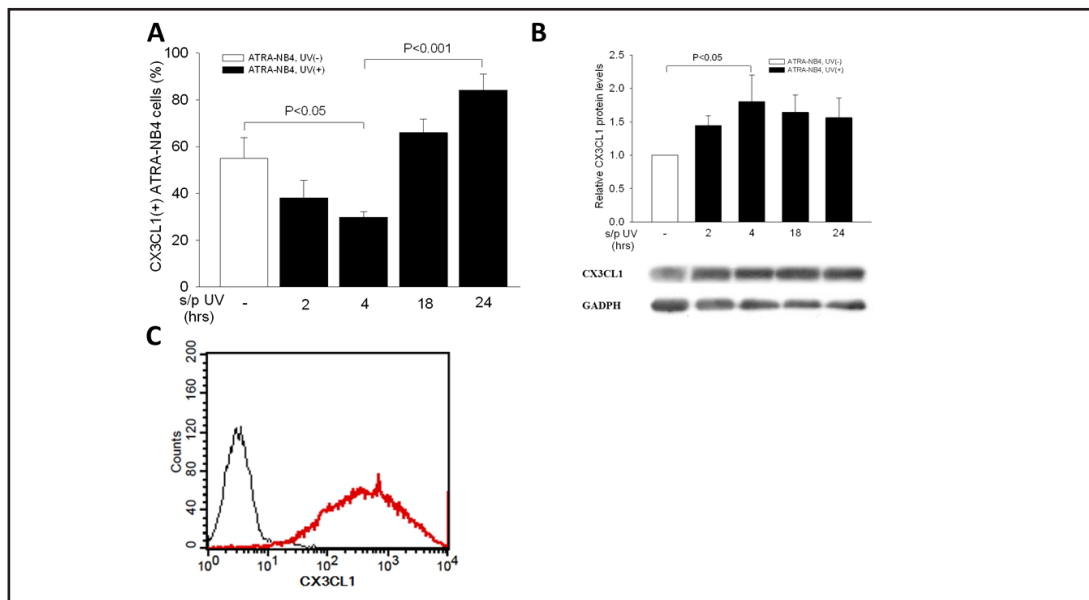 A
ATRA-NB4, UV(-)
ATRA-NB4, UV(+)
P<0.001
P<0.05
CX3CL1(+) ATRA-NB4 cells (%)
100
80
60
40
20
0
s/p UV
(hrs)
- 2 4 18 24
B
ATRA-NB4, UV(-)
ATRA-NB4, UV(+)
P<0.05
Relative CX3CL1 protein levels
2.5
2.0
1.5
1.0
0.5
0.0
s/p UV
(hrs)
- 2 4 18 24
CX3CL1
GADPH
C
Counts
200
160
120
80
40
0
10⁰ 10¹ 10² 10³ 10⁴
CX3CL1